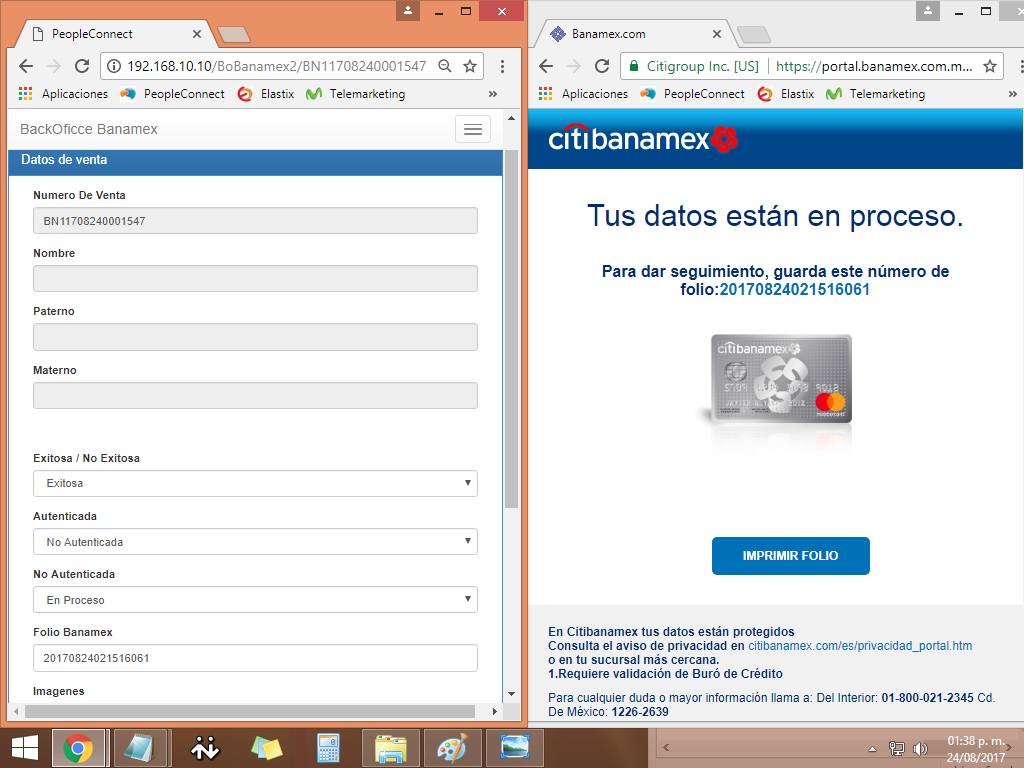 PeopleConnect
192.168.10.10/BoBanamex2/BN11708240001547
Aplicaciones PeopleConnect Elastix Telemarketing »
BackOficce Banamex
Datos de venta
Numero De Venta
BN11708240001547
Nombre
Paterno
Materno
Exitosa / No Exitosa
Exitosa
Autenticada
No Autenticada
No Autenticada
En Proceso
Folio Banamex
20170824021516061
Imagenes
Banamex.com
Citigroup Inc. [US] https://portal.banamex.com.m...
Aplicaciones PeopleConnect Elastix Telemarketing »
citibanamex
Tus datos están en proceso.
Para dar seguimiento, guarda este número de
folio:20170824021516061
citibanamex
IMPRIMIR FOLIO
En Citibanamex tus datos están protegidos
Consulta el aviso de privacidad en citibanamex.com/es/privacidad_portal.htm
o en tu sucursal más cercana.
1.Requiere validación de Buró de Crédito
Para cualquier duda o mayor información llama a: Del Interior: 01-800-021-2345 Cd.
De México: 1226-2639
01:38 p. m.
24/08/2017